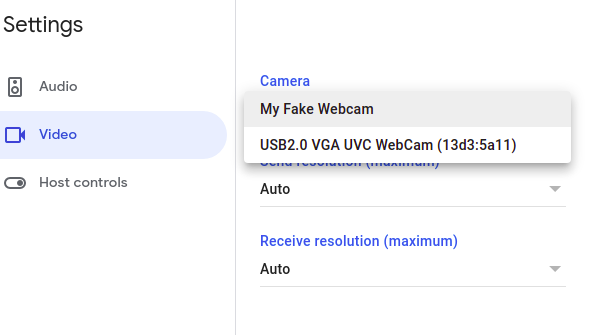 Settings
Audio
Video
Host controls
Camera
My Fake Webcam
USB2.0 VGA UVC WebCam (13d3:5a11)
Send resolution (maximum)
Auto
Receive resolution (maximum)
Auto